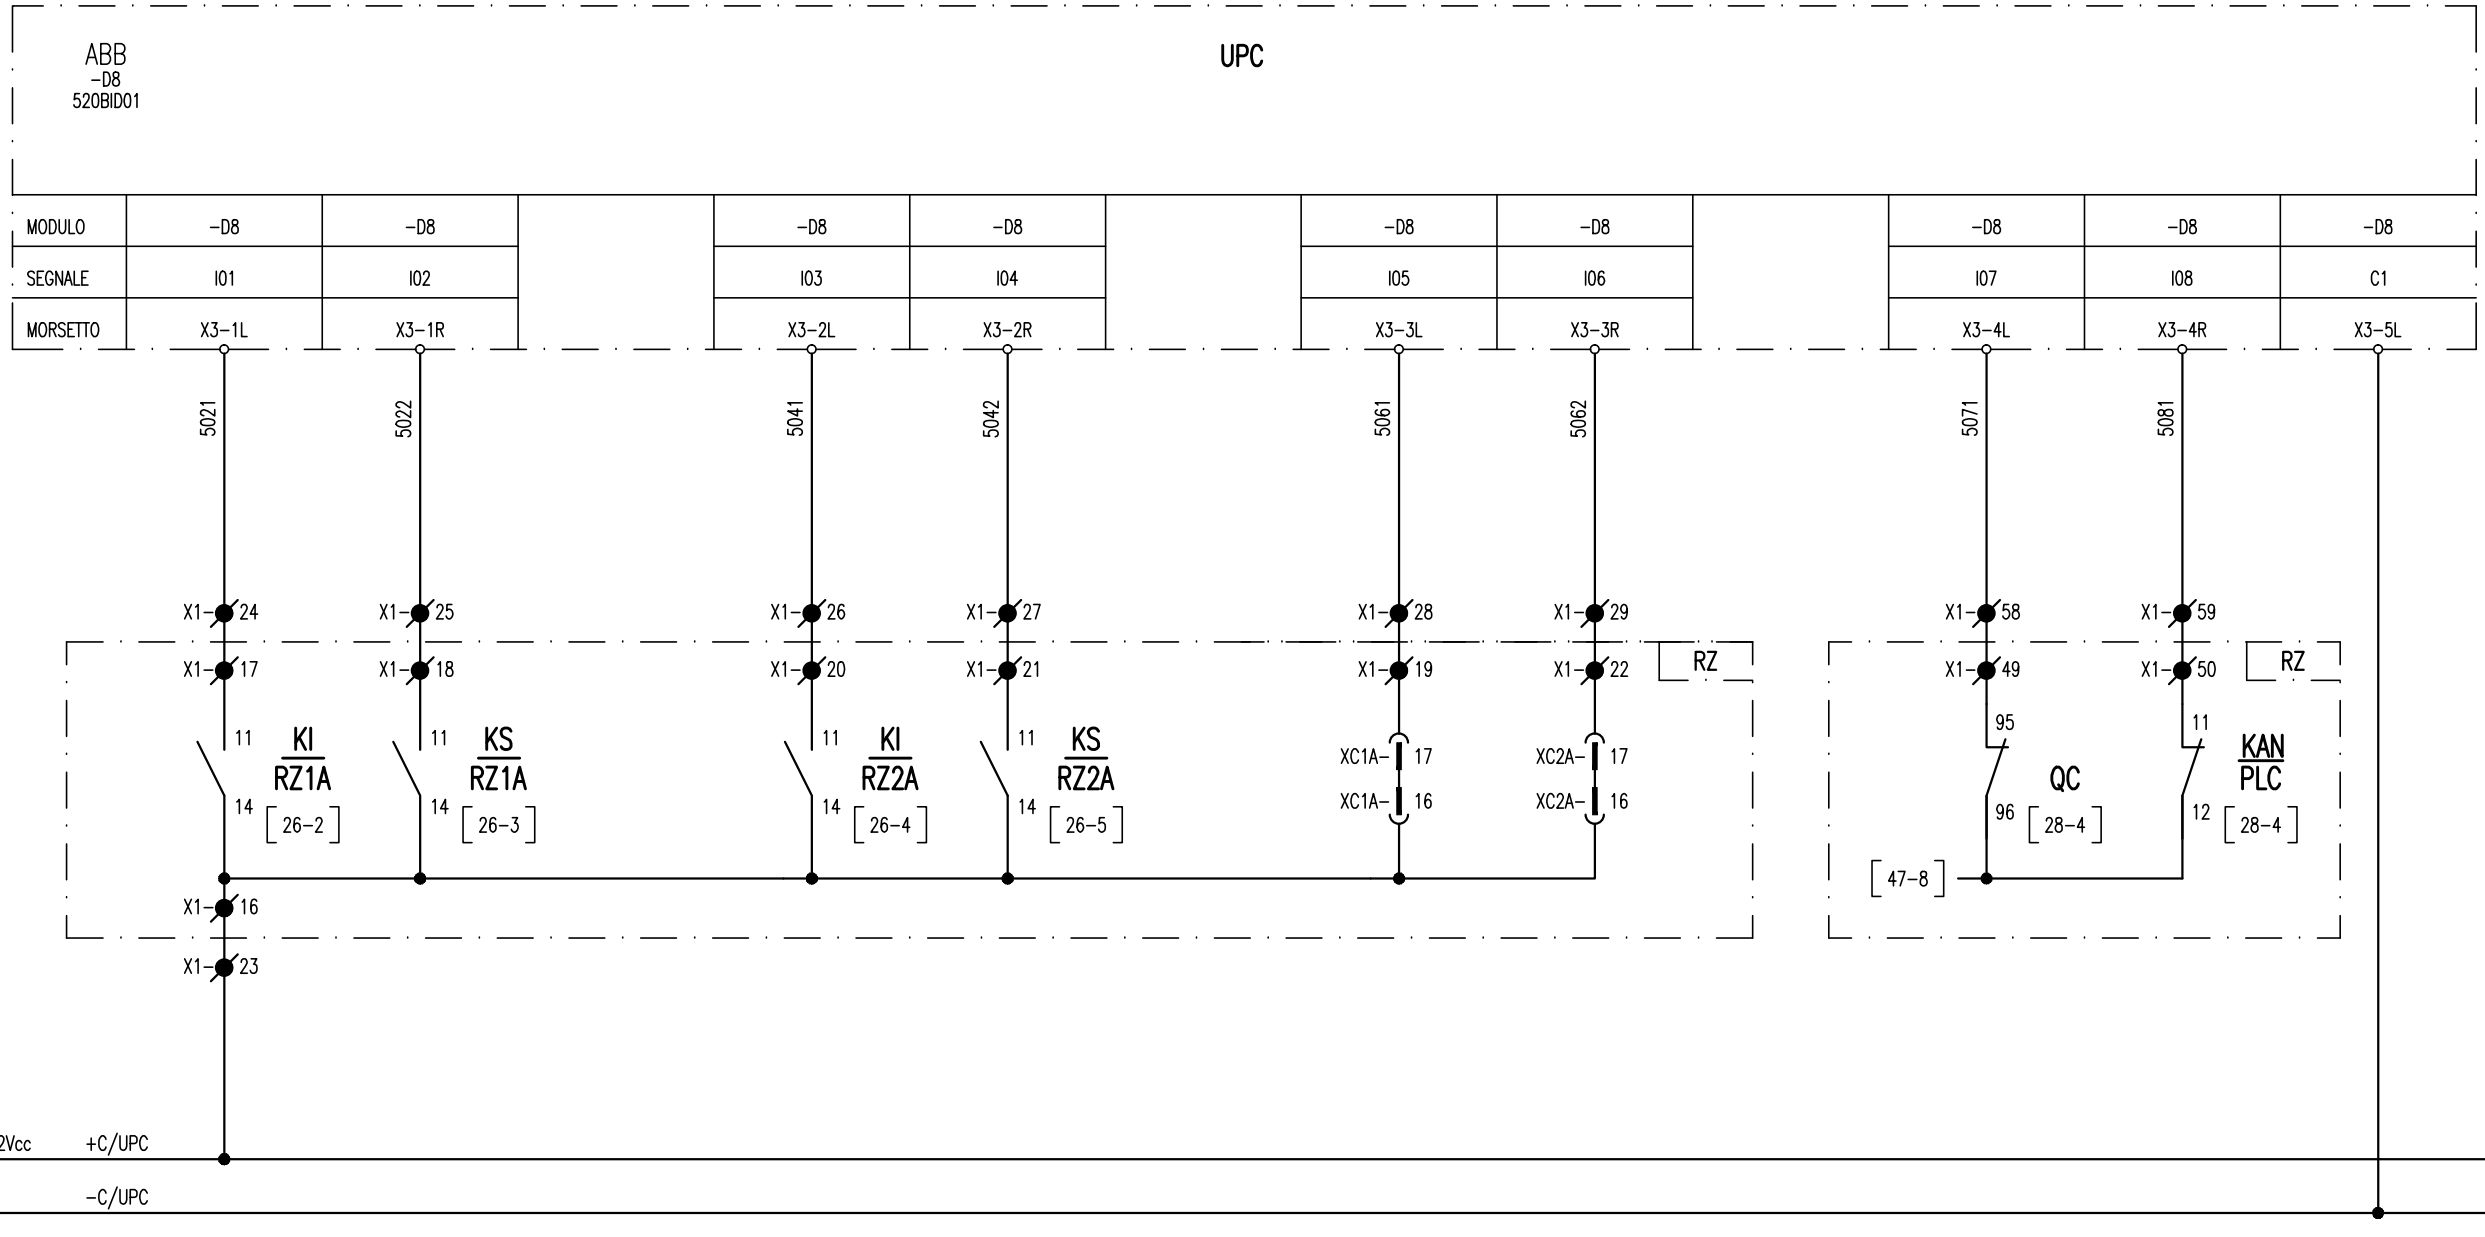 ABB
-D8
520BID01
UPC
MODULO -D8 -D8 -D8 -D8 -D8 -D8 -D8 -D8 -D8
SEGNALE I01 I02 I03 I04 I05 I06 I07 I08 C1
MORSETTO X3-1L X3-1R X3-2L X3-2R X3-3L X3-3R X3-4L X3-4R X3-5L
5021 5022 5041 5042 5061 5062 5071 5081
X1- 24 X1- 25 X1- 26 X1- 27 X1- 28 X1- 29 X1- 58 X1- 59
RZ RZ
X1- 17 X1- 18 X1- 20 X1- 21 X1- 19 X1- 22 X1- 49 X1- 50
95 11
11 KI 11 KS 11 KI 11 KS KAN
XC1A- 17 XC2A- 17
RZ1A RZ1A RZ2A RZ2A QC PLC
XC1A- 16 XC2A- 16
14 14 14 14 96 12
26-2 26-3 26-4 26-5 28-4 28-4
47-8
X1- 16
X1- 23
2Vcc +C/UPC
-C/UPC